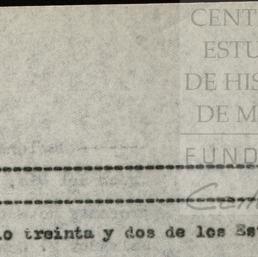 CENT
ESTU
DE HIS
DE M
FUND
treinta y dos de los Es